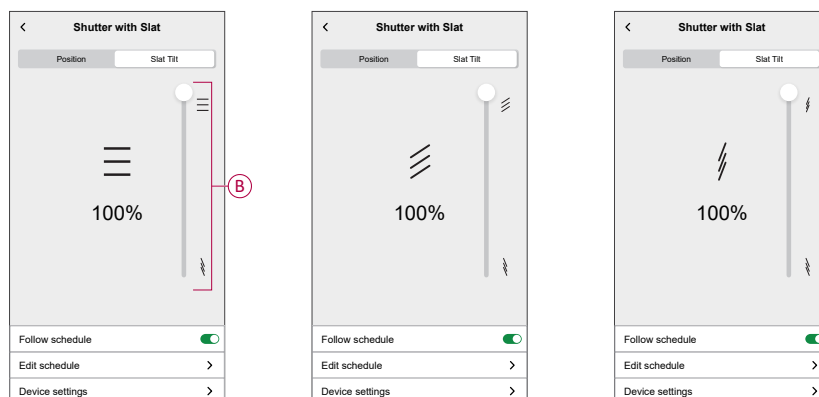 Shutter with Slat
Position Slat Tilt
100%
B
Follow schedule
Edit schedule
Device settings
Shutter with Slat
Position Slat Tilt
100%
Follow schedule
Edit schedule
Device settings
Shutter with Slat
Position Slat Tilt
100%
Follow schedule
Edit schedule
Device settings